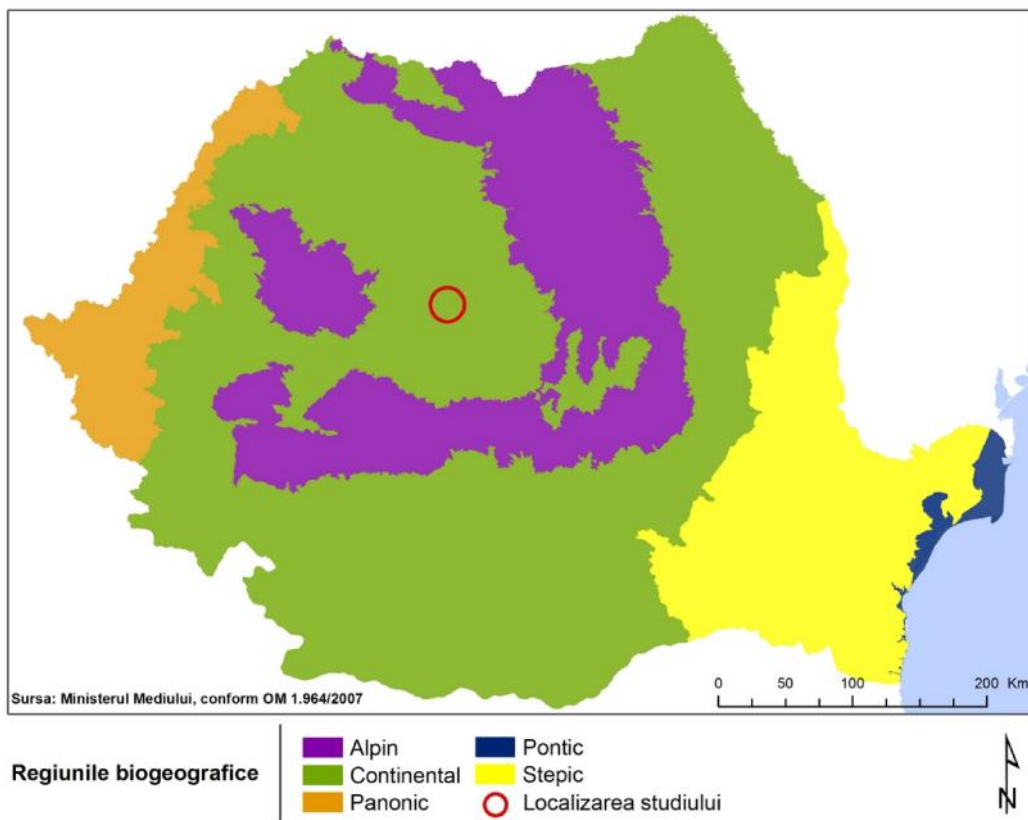 Sursa: Ministerul Mediului, conform OM 1.964/2007
0 50 100 200 Km
Regiunile biogeografice
Alpin
Continental
Panonic
Pontic
Stepic
Localizarea studiului
N